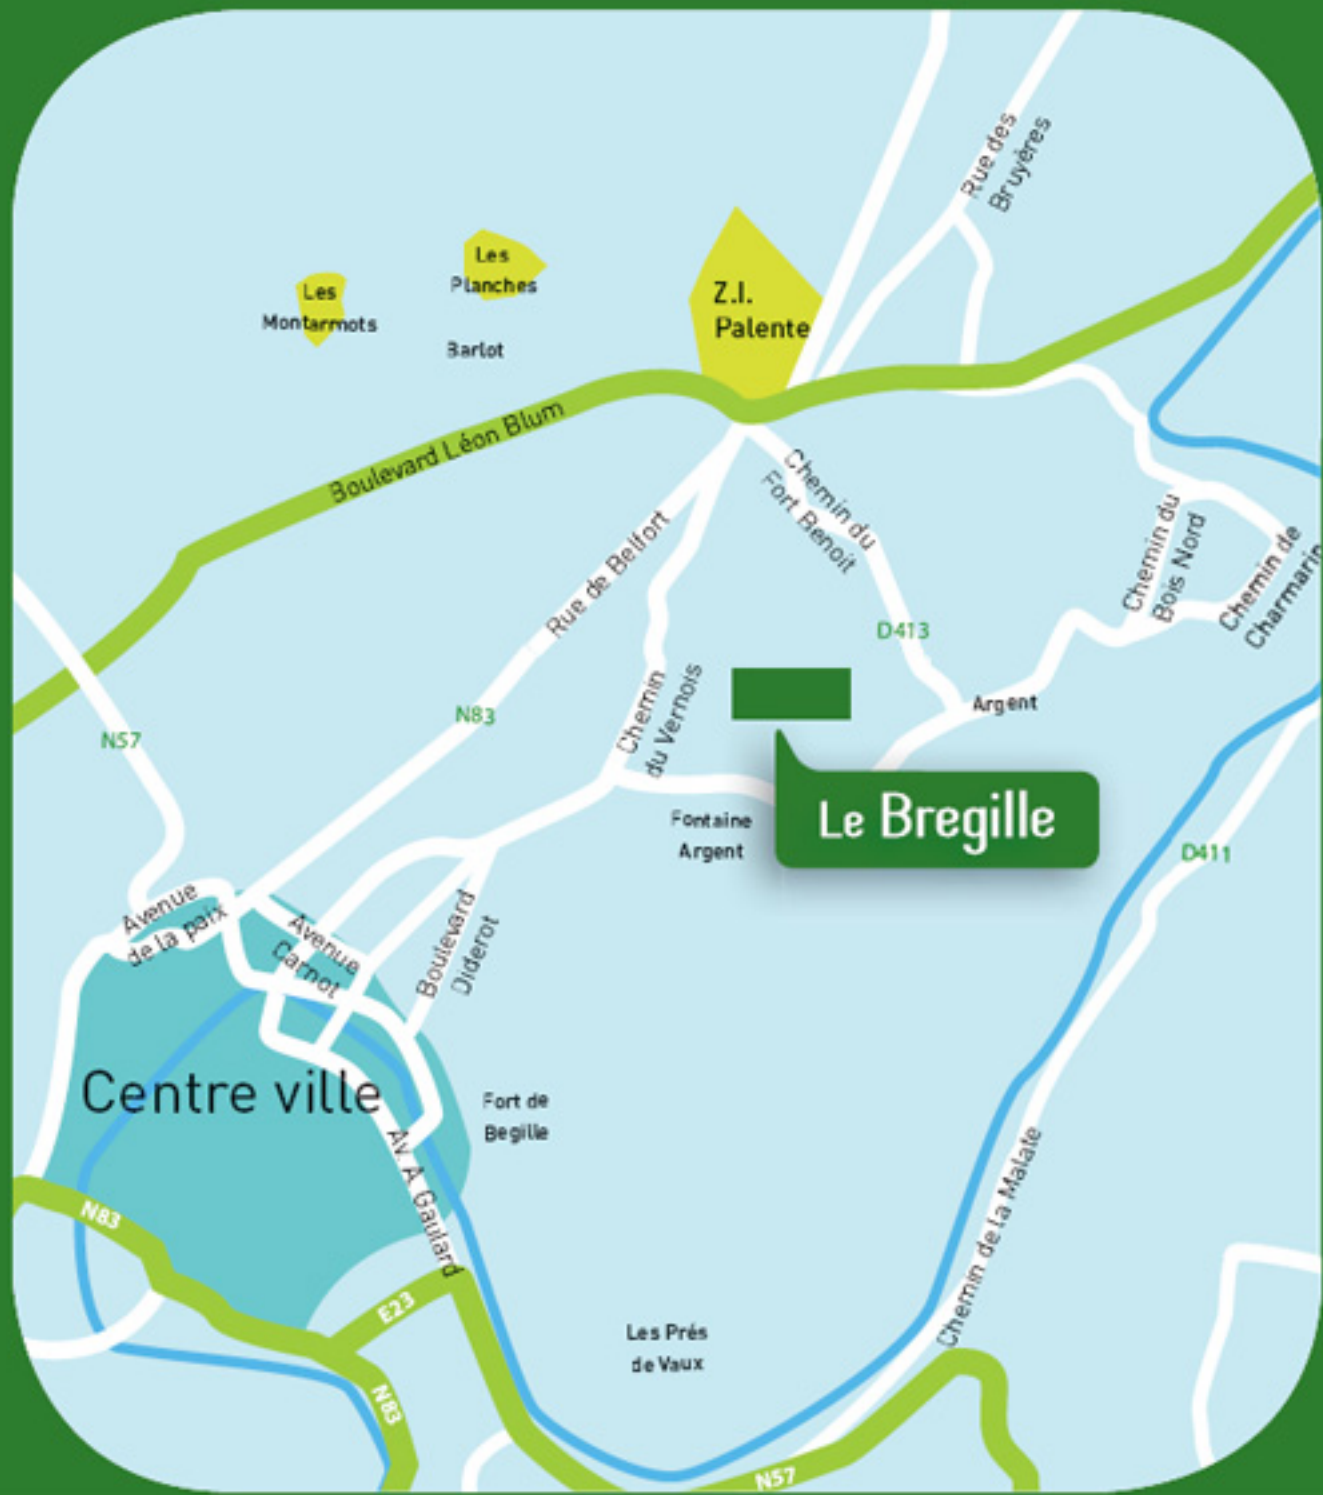 Rue des
Bruyères
Les
Planches
Les
Montarmots
Z.I.
Palente
Barlot
Boulevard Léon Blum
Chemin du
Fort Benoit
Rue de Belfort
Chemin du
Bois Nord
Chemin de
Charmarin
D413
Chemin
du Vernois
Argent
N83
N57
Le Bregille
Fontaine
Argent
D411
Avenue
de la paix
Avenue
Carnot
Boulevard
Diderot
Centre ville
Fort de
Begille
Av. A Gaulard
Chemin de la Malate
N83
E23
Les Prés
de Vaux
N83
N57